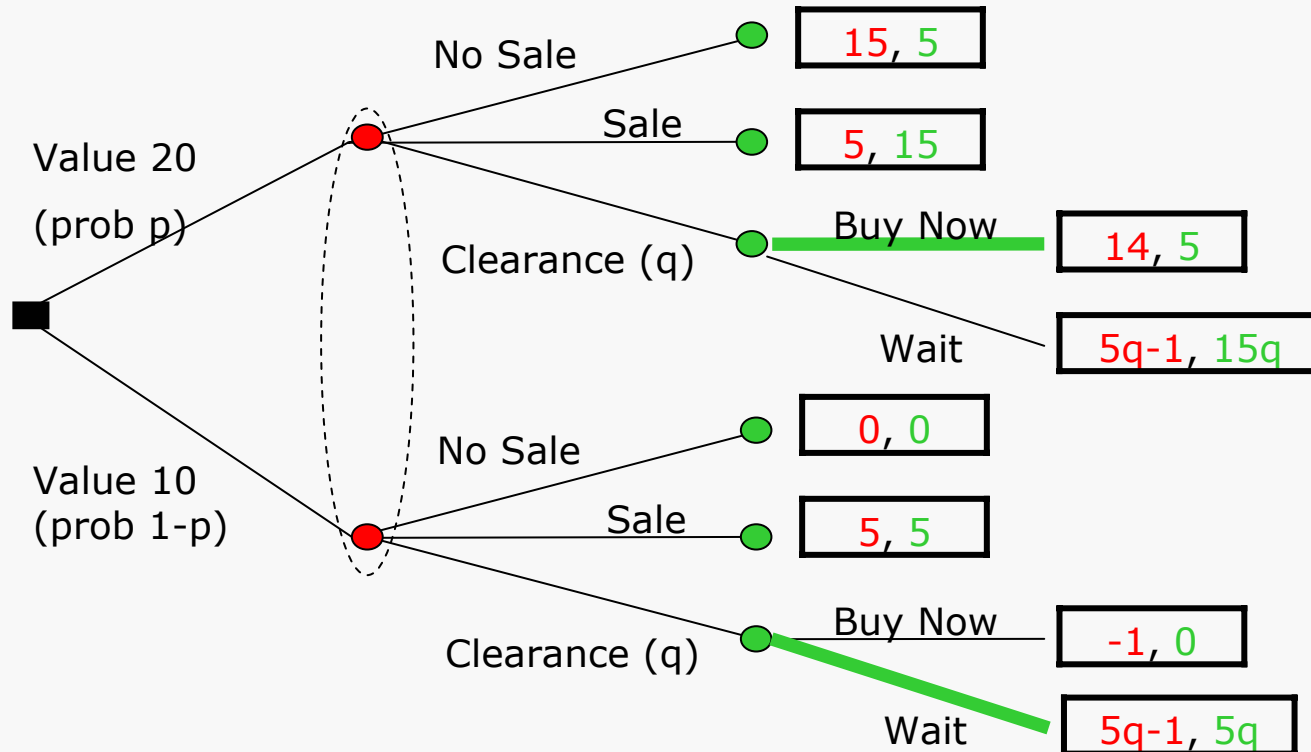 No Sale
15, 5
Sale
5, 15
Value 20
(prob p)
Buy Now
14, 5
Clearance (q)
Wait
5q-1, 15q
No Sale
0, 0
Value 10
(prob 1-p)
Sale
5, 5
Buy Now
-1, 0
Clearance (q)
Wait
5q-1, 5q